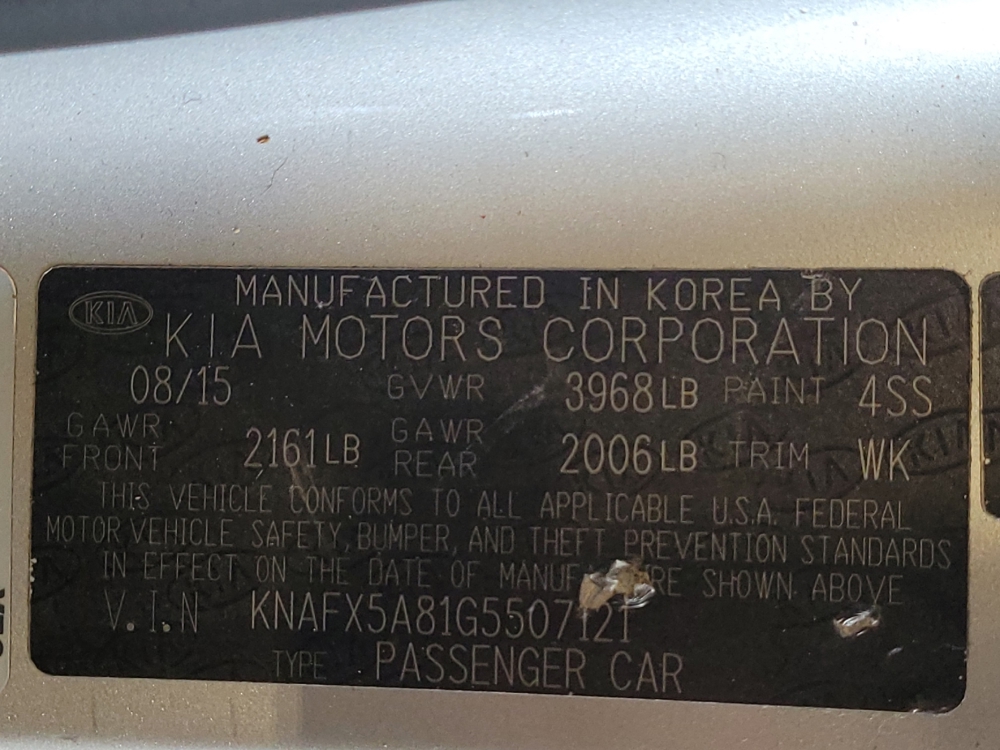 KIA
MANUFACTURED IN KOREA BY
KIA MOTORS CORPORATION
08/15 GVWR 3968LB PAINT 4SS
GAWR FRONT 2161LB GAWR REAR 2006LB TRIM WK
THIS VEHICLE CONFORMS TO ALL APPLICABLE U.S.A. FEDERAL
MOTOR VEHICLE SAFETY, BUMPER, AND THEFT PREVENTION STANDARDS
IN EFFECT ON THE DATE OF SHOWN ABOVE
V.I.N KNAFX5A81G5507121
TYPE PASSENGER CAR